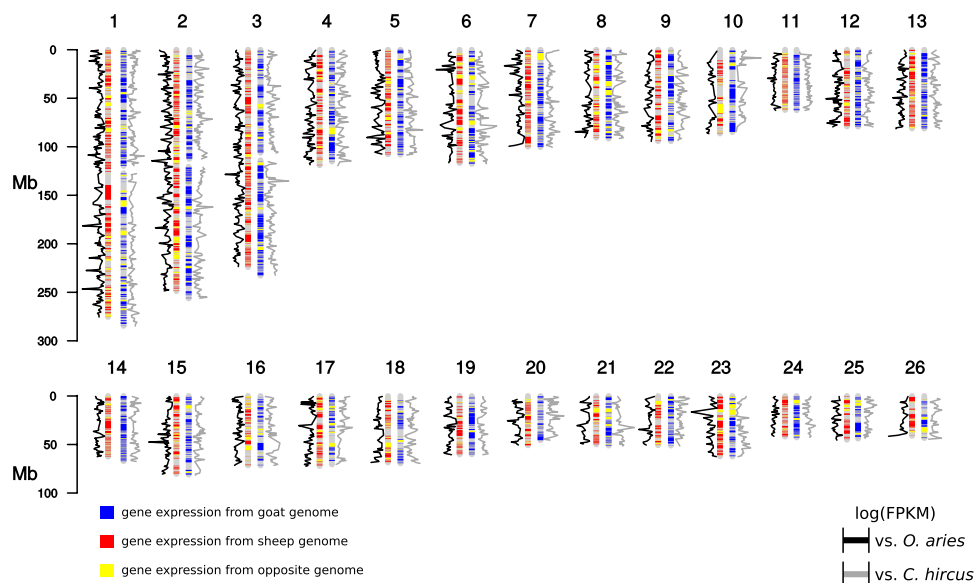 1 2 3 4 5 6 7 8 9 10 11 12 13
0
50
100
150
200
250
300
Mb
14 15 16 17 18 19 20 21 22 23 24 25 26
0
50
100
Mb
gene expression from goat genome
gene expression from sheep genome
gene expression from opposite genome
log(FPKM)
vs. O. aries
vs. C. hircus